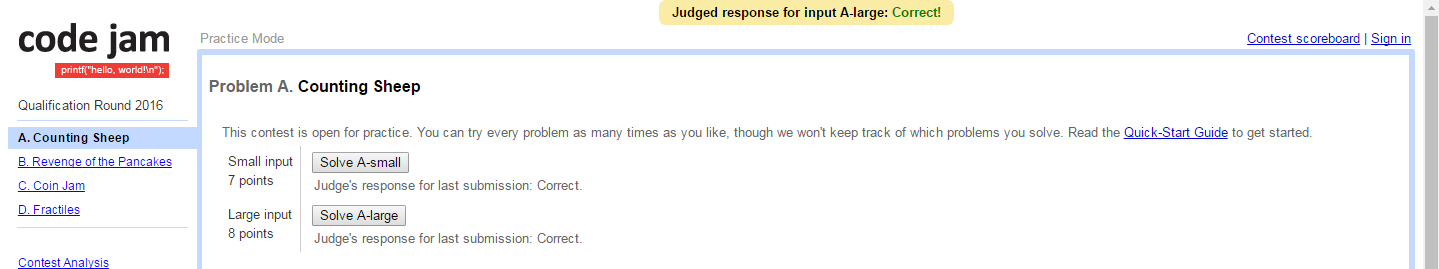 Judged response for input A-large: Correct!
code jam
printf("hello, world!\n");
Practice Mode
Contest scoreboard | Sign in
Qualification Round 2016
A. Counting Sheep
B. Revenge of the Pancakes
C. Coin Jam
D. Fractiles
Contest Analysis
Problem A. Counting Sheep
This contest is open for practice. You can try every problem as many times as you like, though we won't keep track of which problems you solve. Read the Quick-Start Guide to get started.
Small input
7 points
Solve A-small
Judge's response for last submission: Correct.
Large input
8 points
Solve A-large
Judge's response for last submission: Correct.